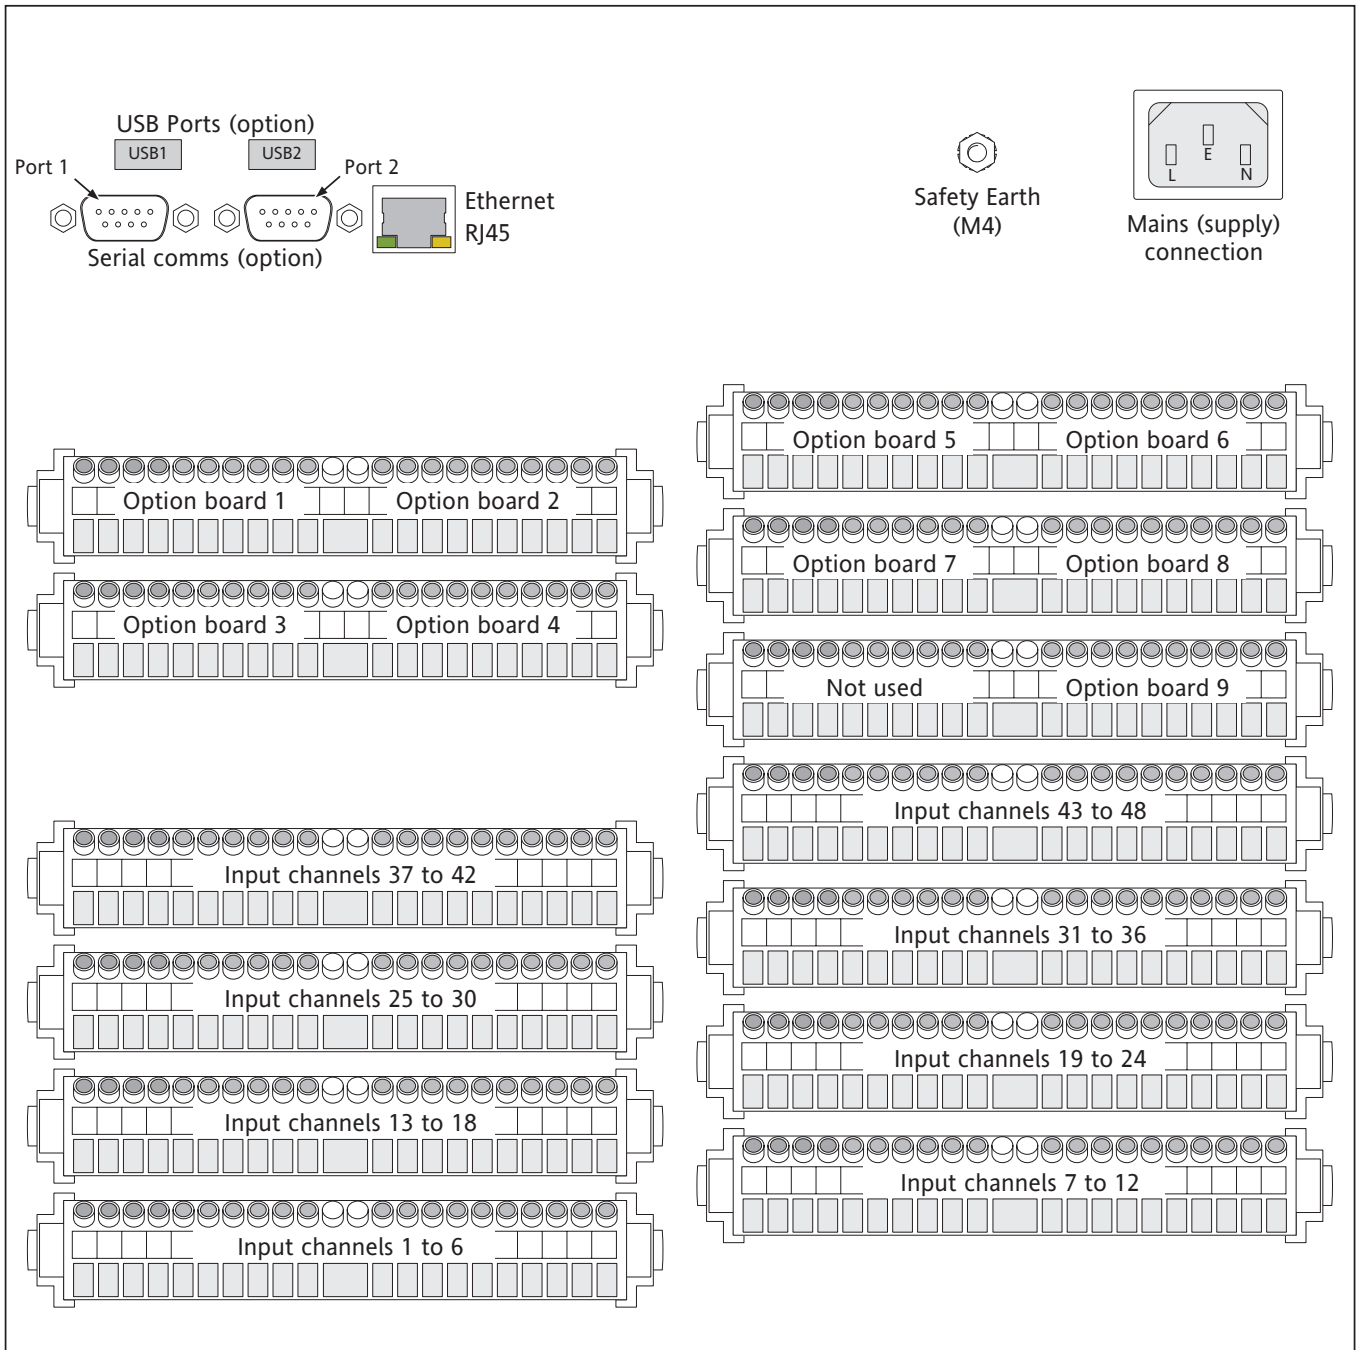 USB Ports (option)
USB1
USB2
Port 1
Port 2
Serial comms (option)
Ethernet
RJ45
Safety Earth
(M4)
L
E
N
Mains (supply)
connection
Option board 1
Option board 2
Option board 3
Option board 4
Input channels 37 to 42
Input channels 25 to 30
Input channels 13 to 18
Input channels 1 to 6
Option board 5
Option board 6
Option board 7
Option board 8
Not used
Option board 9
Input channels 43 to 48
Input channels 31 to 36
Input channels 19 to 24
Input channels 7 to 12